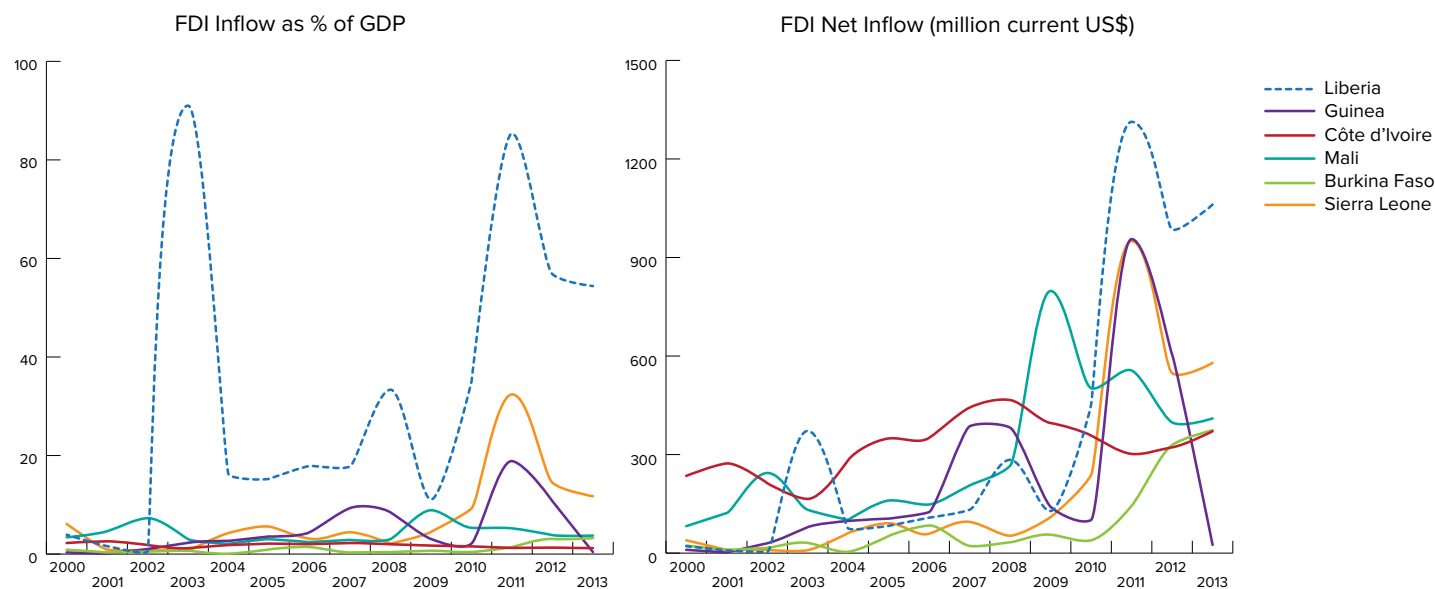 FDI Inflow as % of GDP
100
80
60
40
20
0
2000 2001 2002 2003 2004 2005 2006 2007 2008 2009 2010 2011 2012 2013
FDI Net Inflow (million current US$)
1500
1200
900
600
300
0
2000 2001 2002 2003 2004 2005 2006 2007 2008 2009 2010 2011 2012 2013
Liberia
Guinea
Côte d’Ivoire
Mali
Burkina Faso
Sierra Leone